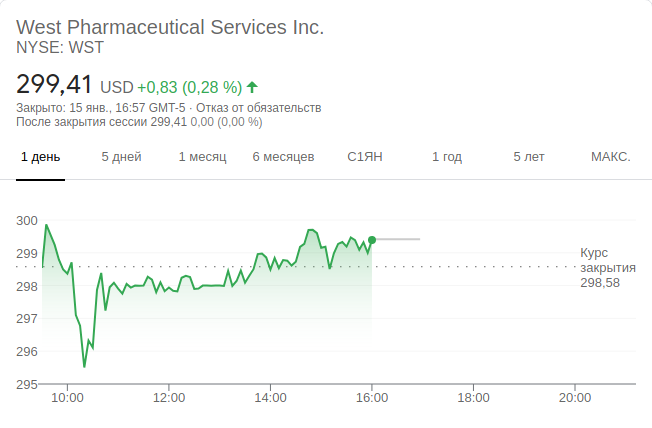 West Pharmaceutical Services Inc.
NYSE: WST
299,41 USD +0,83 (0,28 %)
Закрыто: 15 янв., 16:57 GMT-5 · Отказ от обязательств
После закрытия сессии 299,41 0,00 (0,00 %)
1 день 5 дней 1 месяц 6 месяцев С1ЯН 1 год 5 лет МАКС.
300
299
298
297
296
295
Курс
закрытия
298,58
10:00 12:00 14:00 16:00 18:00 20:00